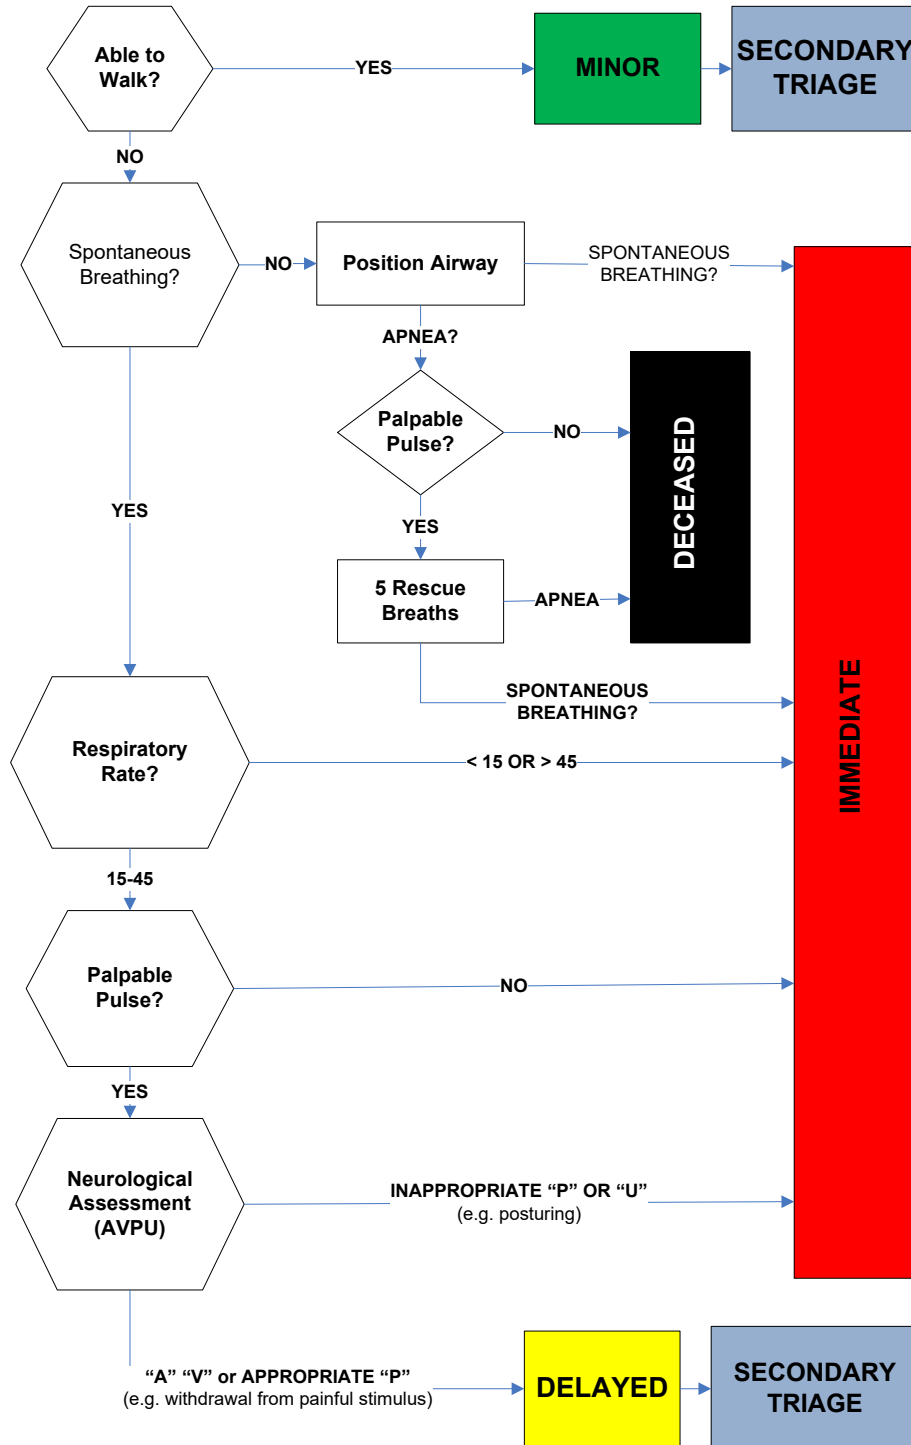 Able to
Walk?
YES
MINOR
SECONDARY
TRIAGE
NO
Spontaneous
Breathing?
NO
Position Airway
SPONTANEOUS
BREATHING?
APNEA?
Palpable
Pulse?
NO
DECEASED
YES
YES
5 Rescue
Breaths
APNEA
SPONTANEOUS
BREATHING?
IMMEDIATE
Respiratory
Rate?
< 15 OR > 45
15-45
Palpable
Pulse?
NO
YES
Neurological
Assessment
(AVPU)
INAPPROPRIATE “P” OR “U”
(e.g. posturing)
“A” “V” or APPROPRIATE “P”
(e.g. withdrawal from painful stimulus)
DELAYED
SECONDARY
TRIAGE